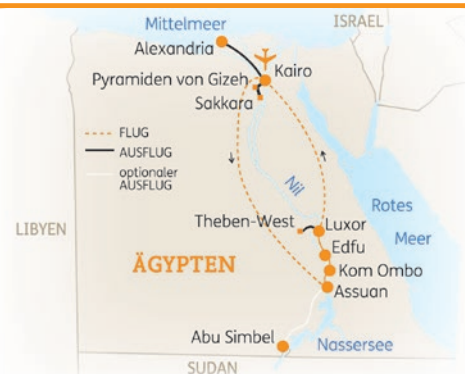 Mittelmeer
ISRAEL
Alexandria
Kairo
Pyramiden von Gizeh
Sakkara
FLUG
AUSFLUG
optionaler
AUSFLUG
Nil
Rotes
Meer
LIBYEN
Theben-West
Luxor
Edfu
ÄGYPTEN
Kom Ombo
Assuan
Abu Simbel
Nassersee
SUDAN